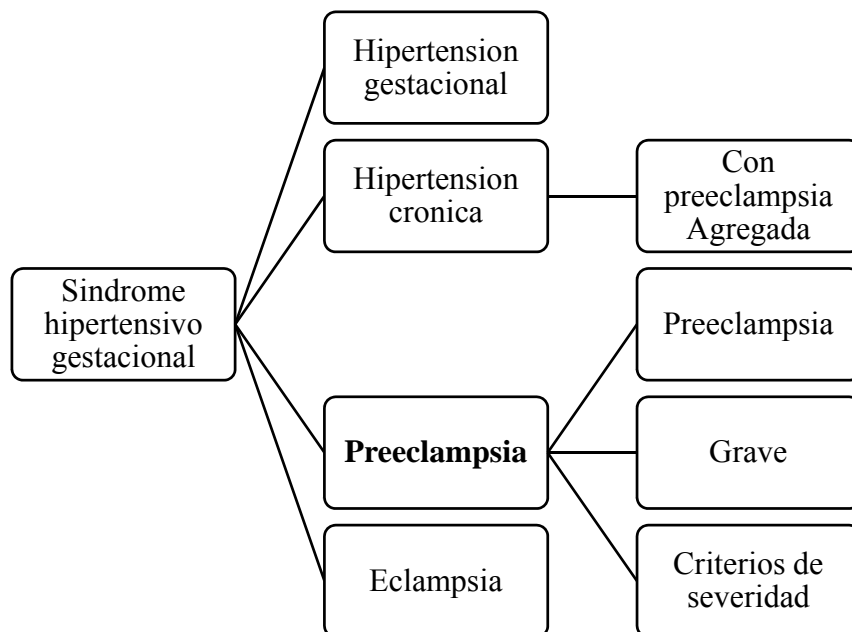 Sindrome
hipertensivo
gestacional
Hipertension
gestacional
Hipertension
cronica
Con
preeclampsia
Agregada
Preeclampsia
Preeclampsia
Grave
Criterios de
severidad
Eclampsia